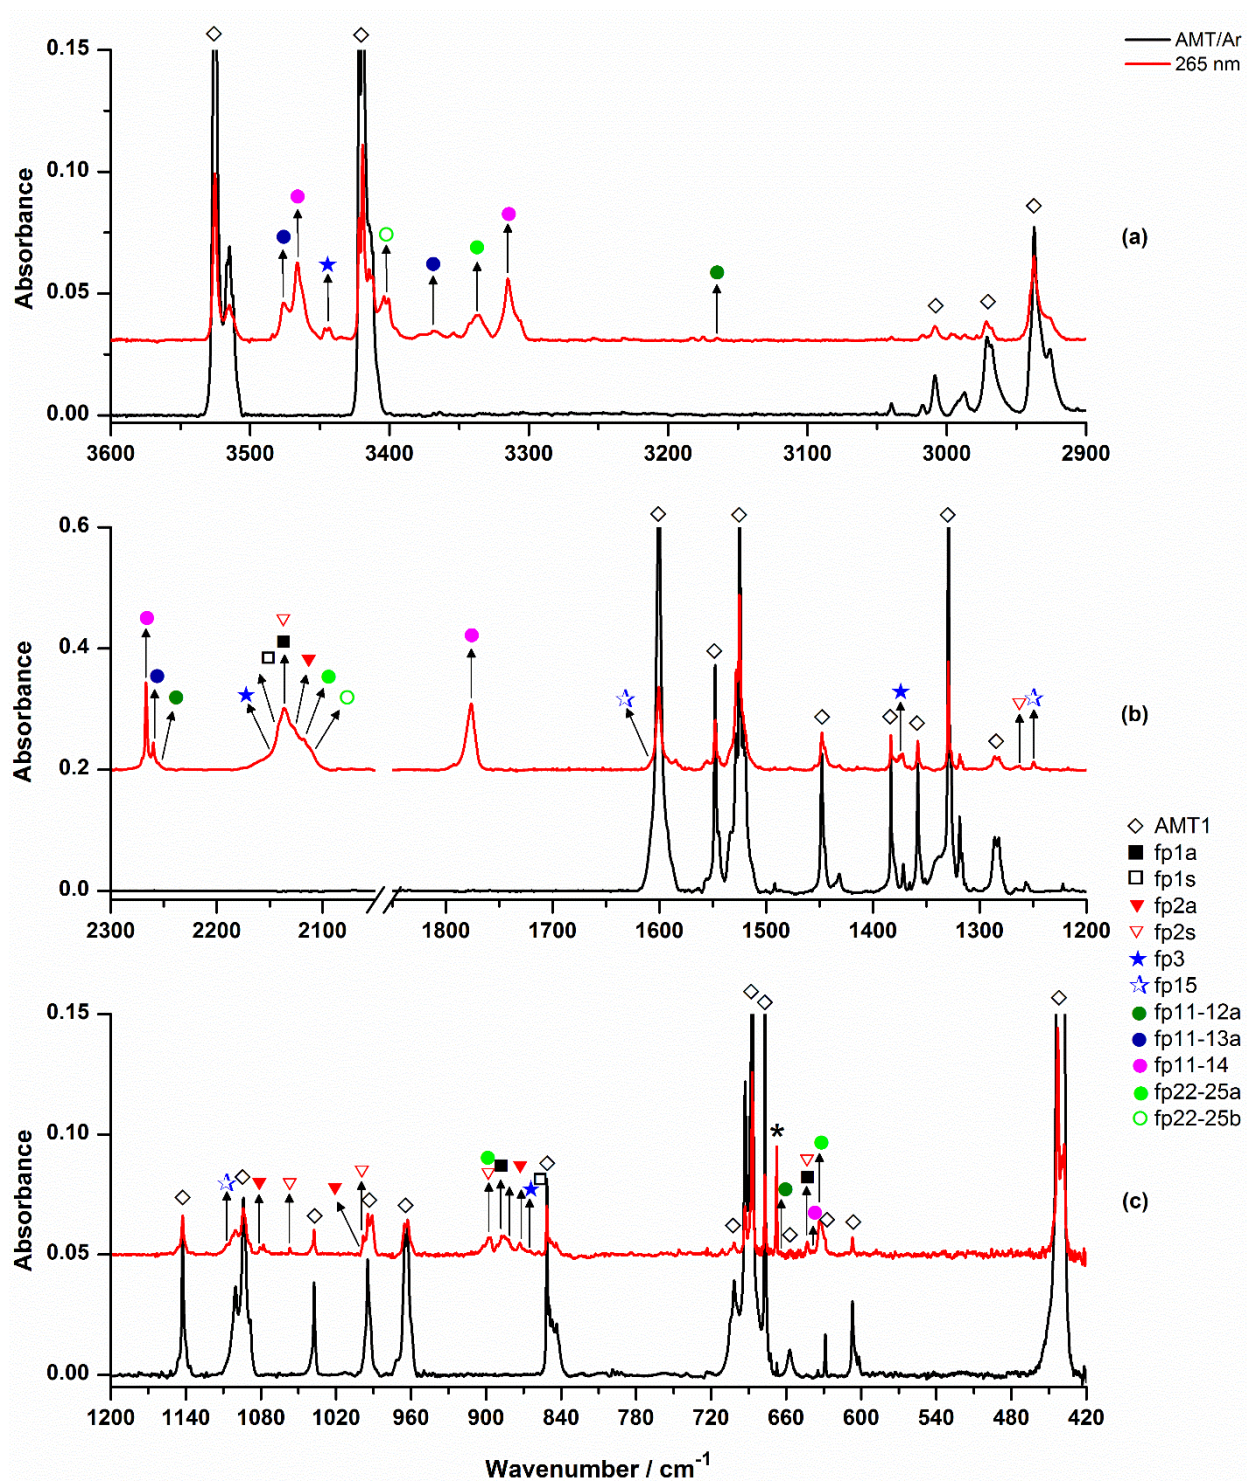 AMT/Ar
265 nm
0.15
0.10
0.05
0.00
Absorbance
(a)
3600 3500 3400 3300 3200 3100 3000 2900
0.6
0.4
0.2
0.0
Absorbance
(b)
2300 2200 2100 1800 1700 1600 1500 1400 1300 1200
AMT1
fp1a
fp1s
fp2a
fp2s
fp3
fp15
fp11-12a
fp11-13a
fp11-14
fp22-25a
fp22-25b
0.15
0.10
0.05
0.00
Absorbance
*
(c)
1200 1140 1080 1020 960 900 840 780 720 660 600 540 480 420
Wavenumber / cm⁻¹